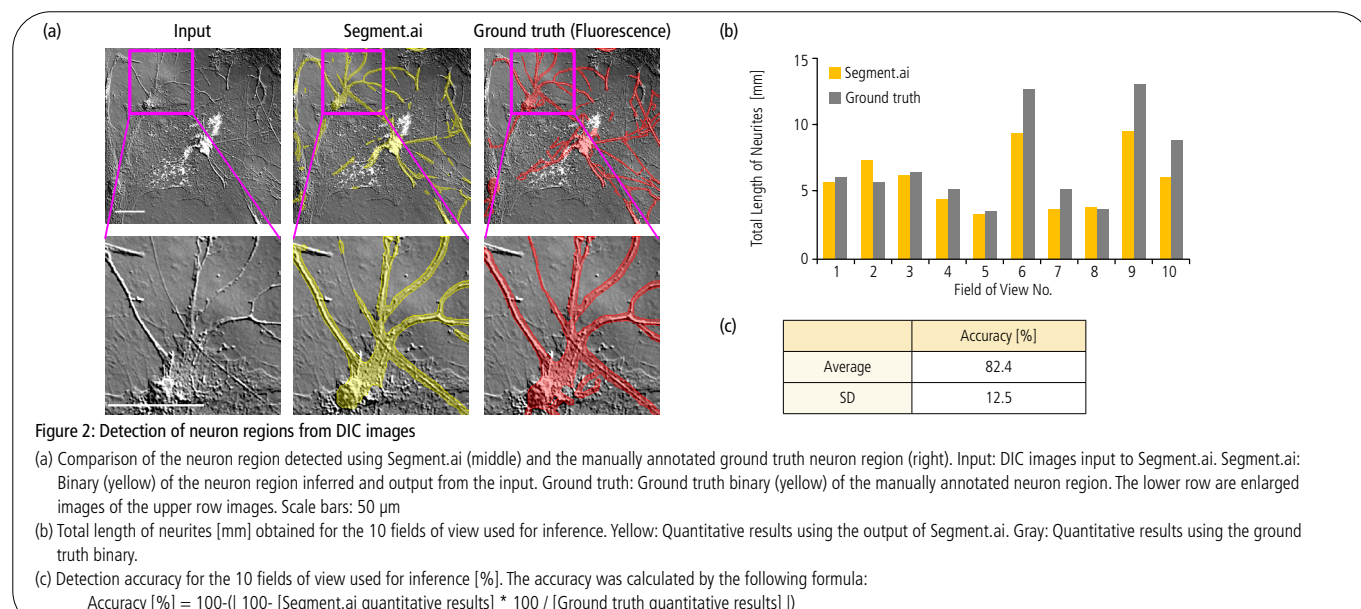 (a)
Input
Segment.ai
Ground truth (Fluorescence)
(b)
Total Length of Neurites [mm]
15
10
5
0
Segment.ai
Ground truth
1 2 3 4 5 6 7 8 9 10
Field of View No.
(c)
Accuracy [%]
Average 82.4
SD 12.5
Figure 2: Detection of neuron regions from DIC images
(a) Comparison of the neuron region detected using Segment.ai (middle) and the manually annotated ground truth neuron region (right). Input: DIC images input to Segment.ai. Segment.ai:
Binary (yellow) of the neuron region inferred and output from the input. Ground truth: Ground truth binary (yellow) of the manually annotated neuron region. The lower row are enlarged
images of the upper row images. Scale bars: 50 μm
(b) Total length of neurites [mm] obtained for the 10 fields of view used for inference. Yellow: Quantitative results using the output of Segment.ai. Gray: Quantitative results using the ground
truth binary.
(c) Detection accuracy for the 10 fields of view used for inference [%]. The accuracy was calculated by the following formula:
Accuracy [%] = 100-(| 100- [Segment.ai quantitative results] * 100 / [Ground truth quantitative results] |)